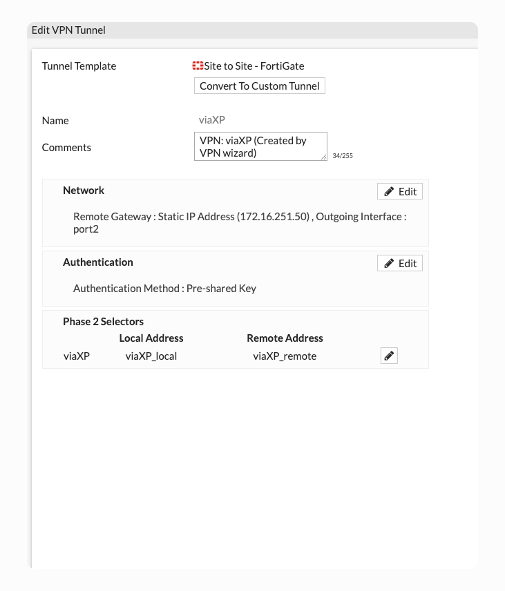 Edit VPN Tunnel
Tunnel Template Site to Site - FortiGate
Convert To Custom Tunnel
Name viaXP
Comments VPN: viaXP (Created by
VPN wizard) 34/255
Network Edit
Remote Gateway : Static IP Address (172.16.251.50) , Outgoing Interface :
port2
Authentication Edit
Authentication Method : Pre-shared Key
Phase 2 Selectors
Local Address Remote Address
viaXP viaXP_local viaXP_remote